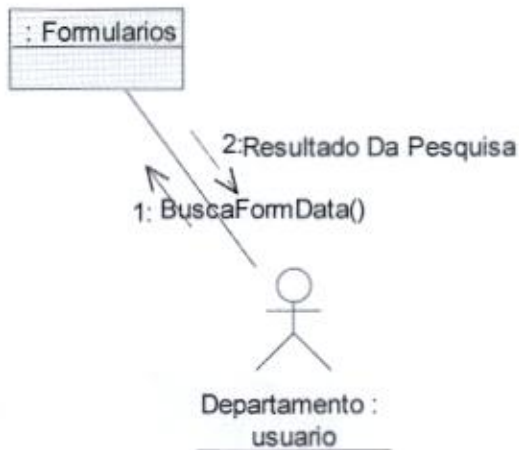 : Formularios
2:Resultado Da Pesquisa
1: BuscaFormData()
Departamento :
usuario